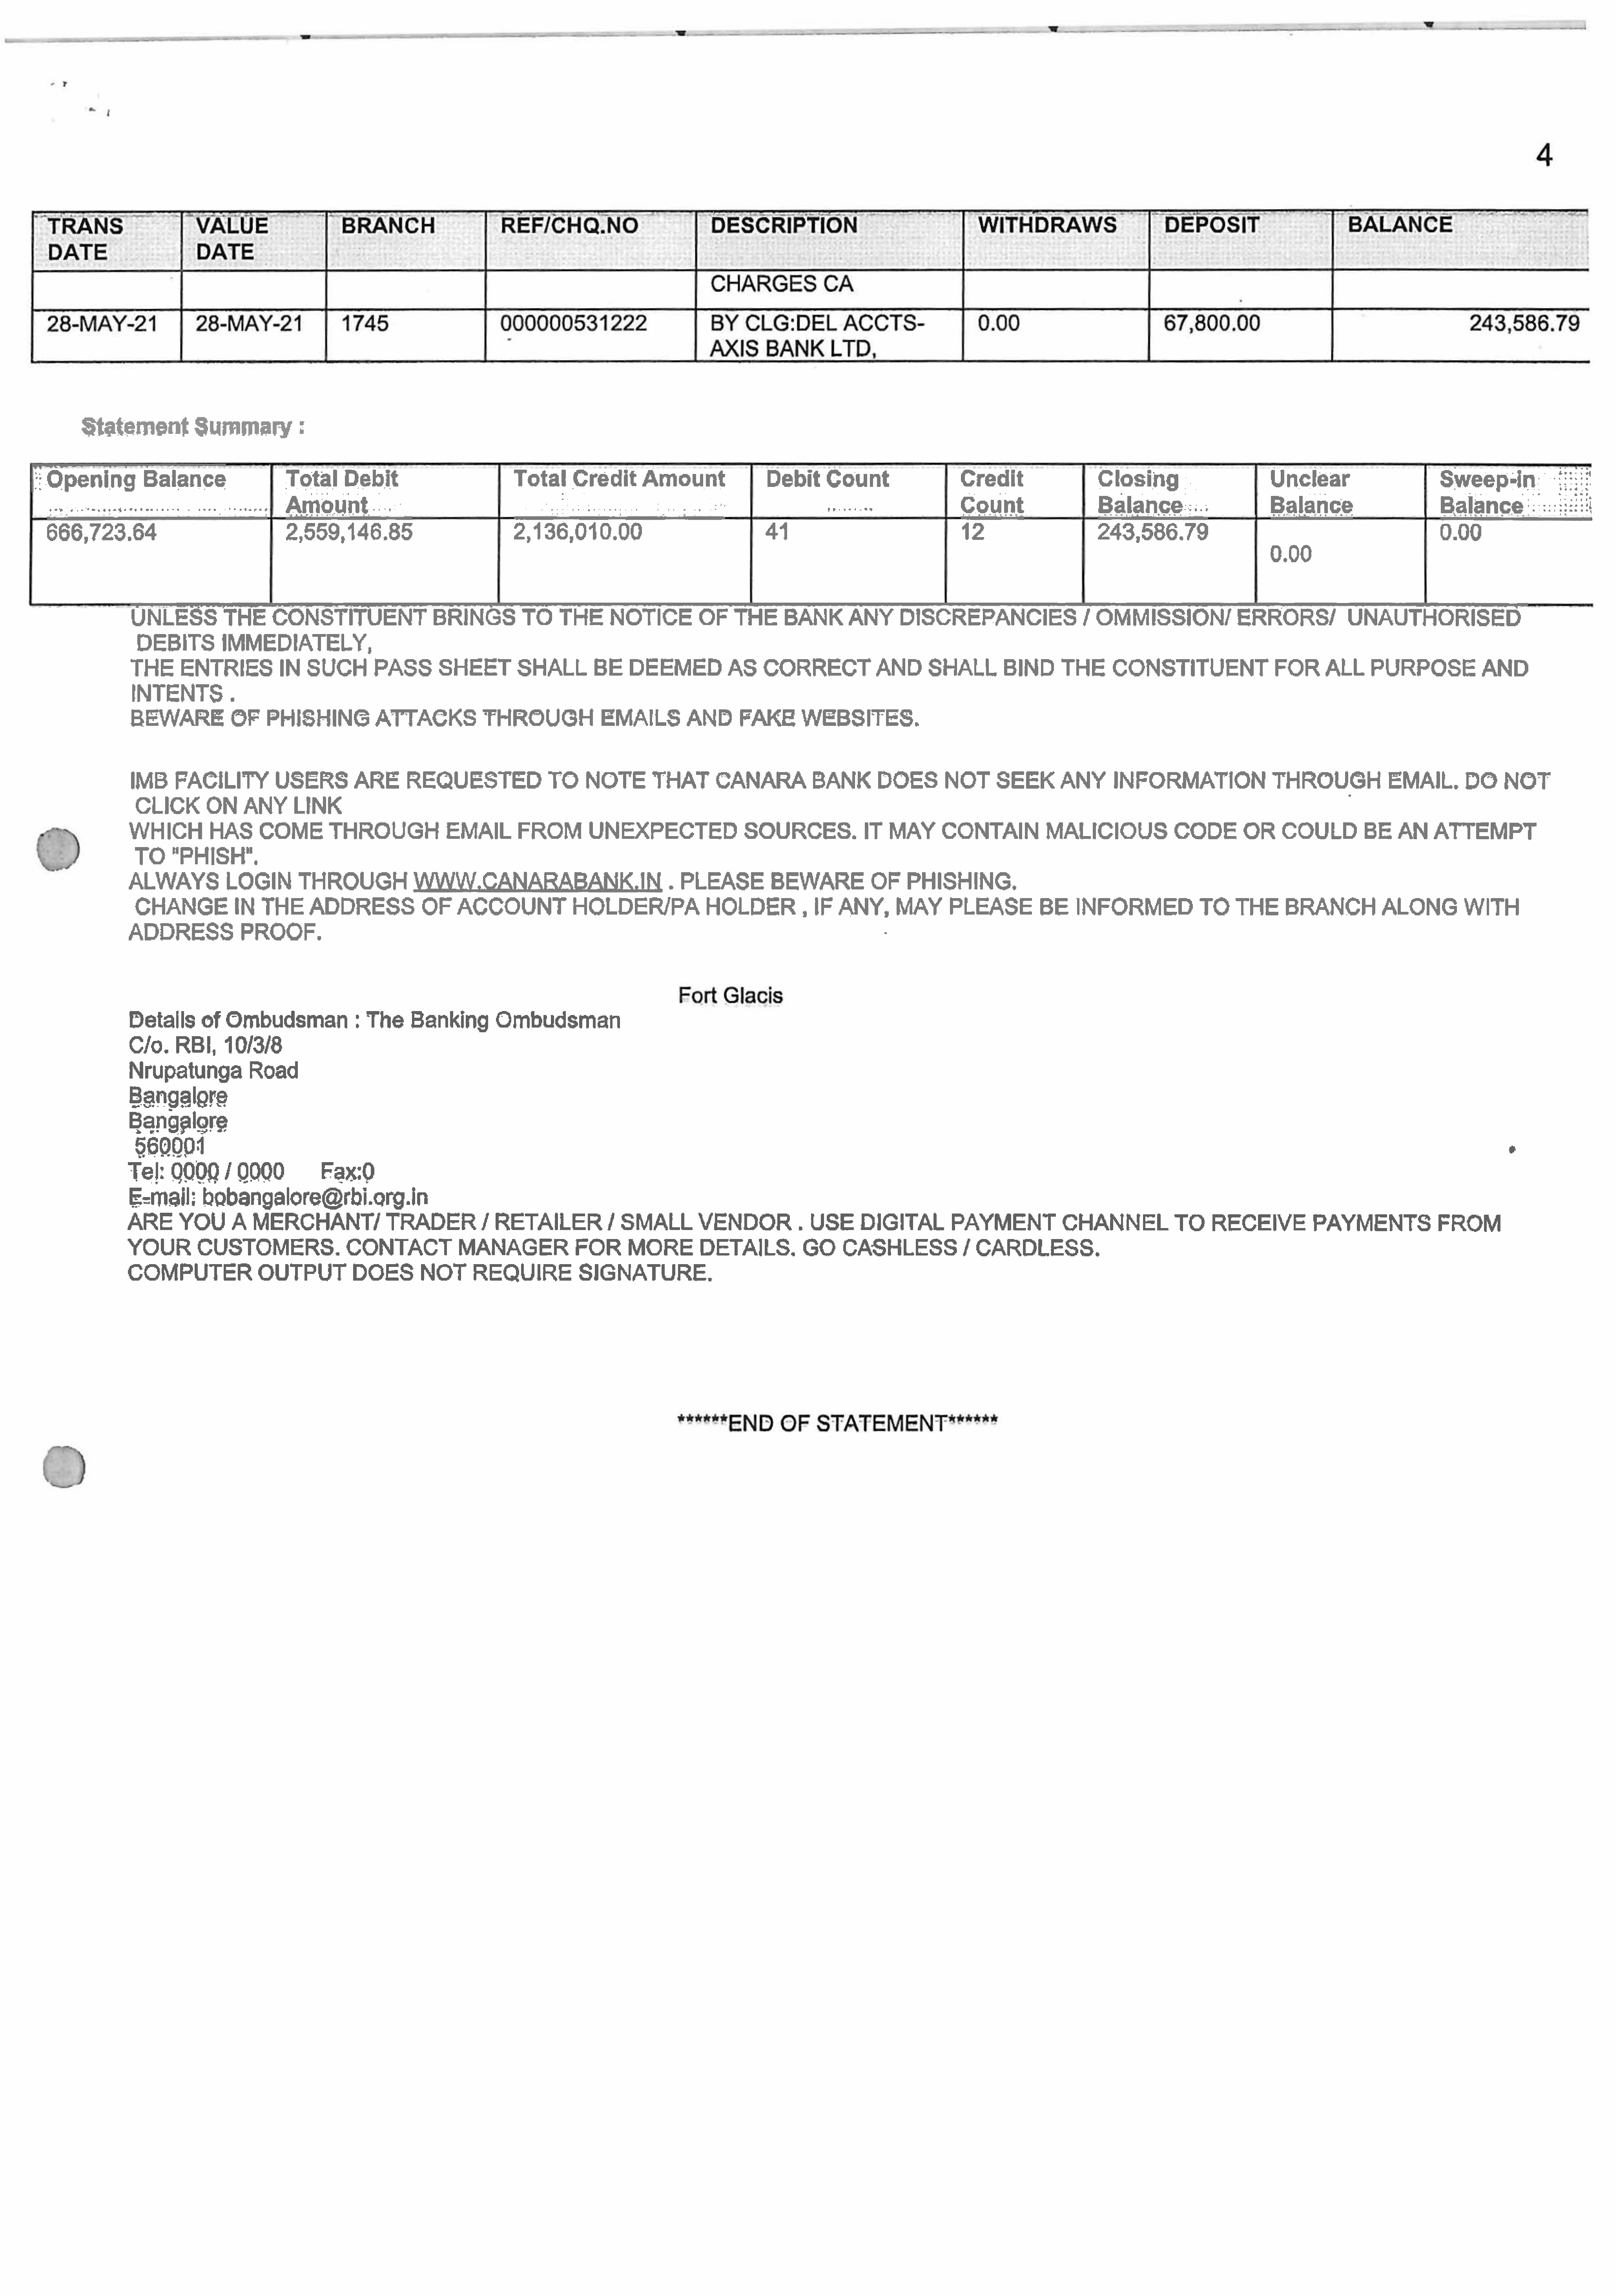 4
TRANS DATE VALUE DATE BRANCH REF/CHQ.NO DESCRIPTION WITHDRAWS DEPOSIT BALANCE
CHARGES CA
28-MAY-21 28-MAY-21 1745 000000531222 BY CLG:DEL ACCTS- 0.00 67,800.00 243,586.79
AXIS BANK LTD,
Statement Summary :
Opening Balance Total Debit Amount Total Credit Amount Debit Count Credit Count Closing Balance Unclear Balance Sweep-in Balance
666,723.64 2,559,146.85 2,136,010.00 41 12 243,586.79 0.00 0.00
UNLESS THE CONSTITUENT BRINGS TO THE NOTICE OF THE BANK ANY DISCREPANCIES / OMMISSION/ ERRORS/ UNAUTHORISED
DEBITS IMMEDIATELY,
THE ENTRIES IN SUCH PASS SHEET SHALL BE DEEMED AS CORRECT AND SHALL BIND THE CONSTITUENT FOR ALL PURPOSE AND
INTENTS .
BEWARE OF PHISHING ATTACKS THROUGH EMAILS AND FAKE WEBSITES.
IMB FACILITY USERS ARE REQUESTED TO NOTE THAT CANARA BANK DOES NOT SEEK ANY INFORMATION THROUGH EMAIL. DO NOT
CLICK ON ANY LINK
WHICH HAS COME THROUGH EMAIL FROM UNEXPECTED SOURCES. IT MAY CONTAIN MALICIOUS CODE OR COULD BE AN ATTEMPT
TO "PHISH".
ALWAYS LOGIN THROUGH WWW.CANARABANK.IN . PLEASE BEWARE OF PHISHING.
CHANGE IN THE ADDRESS OF ACCOUNT HOLDER/PA HOLDER , IF ANY, MAY PLEASE BE INFORMED TO THE BRANCH ALONG WITH
ADDRESS PROOF.
Fort Glacis
Details of Ombudsman : The Banking Ombudsman
C/o. RBI, 10/3/8
Nrupatunga Road
Bangalore
Bangalore
560001
Tel: 0000 / 0000 Fax:0
E-mail: bobangalore@rbi.org.in
ARE YOU A MERCHANT/ TRADER / RETAILER / SMALL VENDOR . USE DIGITAL PAYMENT CHANNEL TO RECEIVE PAYMENTS FROM
YOUR CUSTOMERS. CONTACT MANAGER FOR MORE DETAILS. GO CASHLESS / CARDLESS.
COMPUTER OUTPUT DOES NOT REQUIRE SIGNATURE.
******END OF STATEMENT******